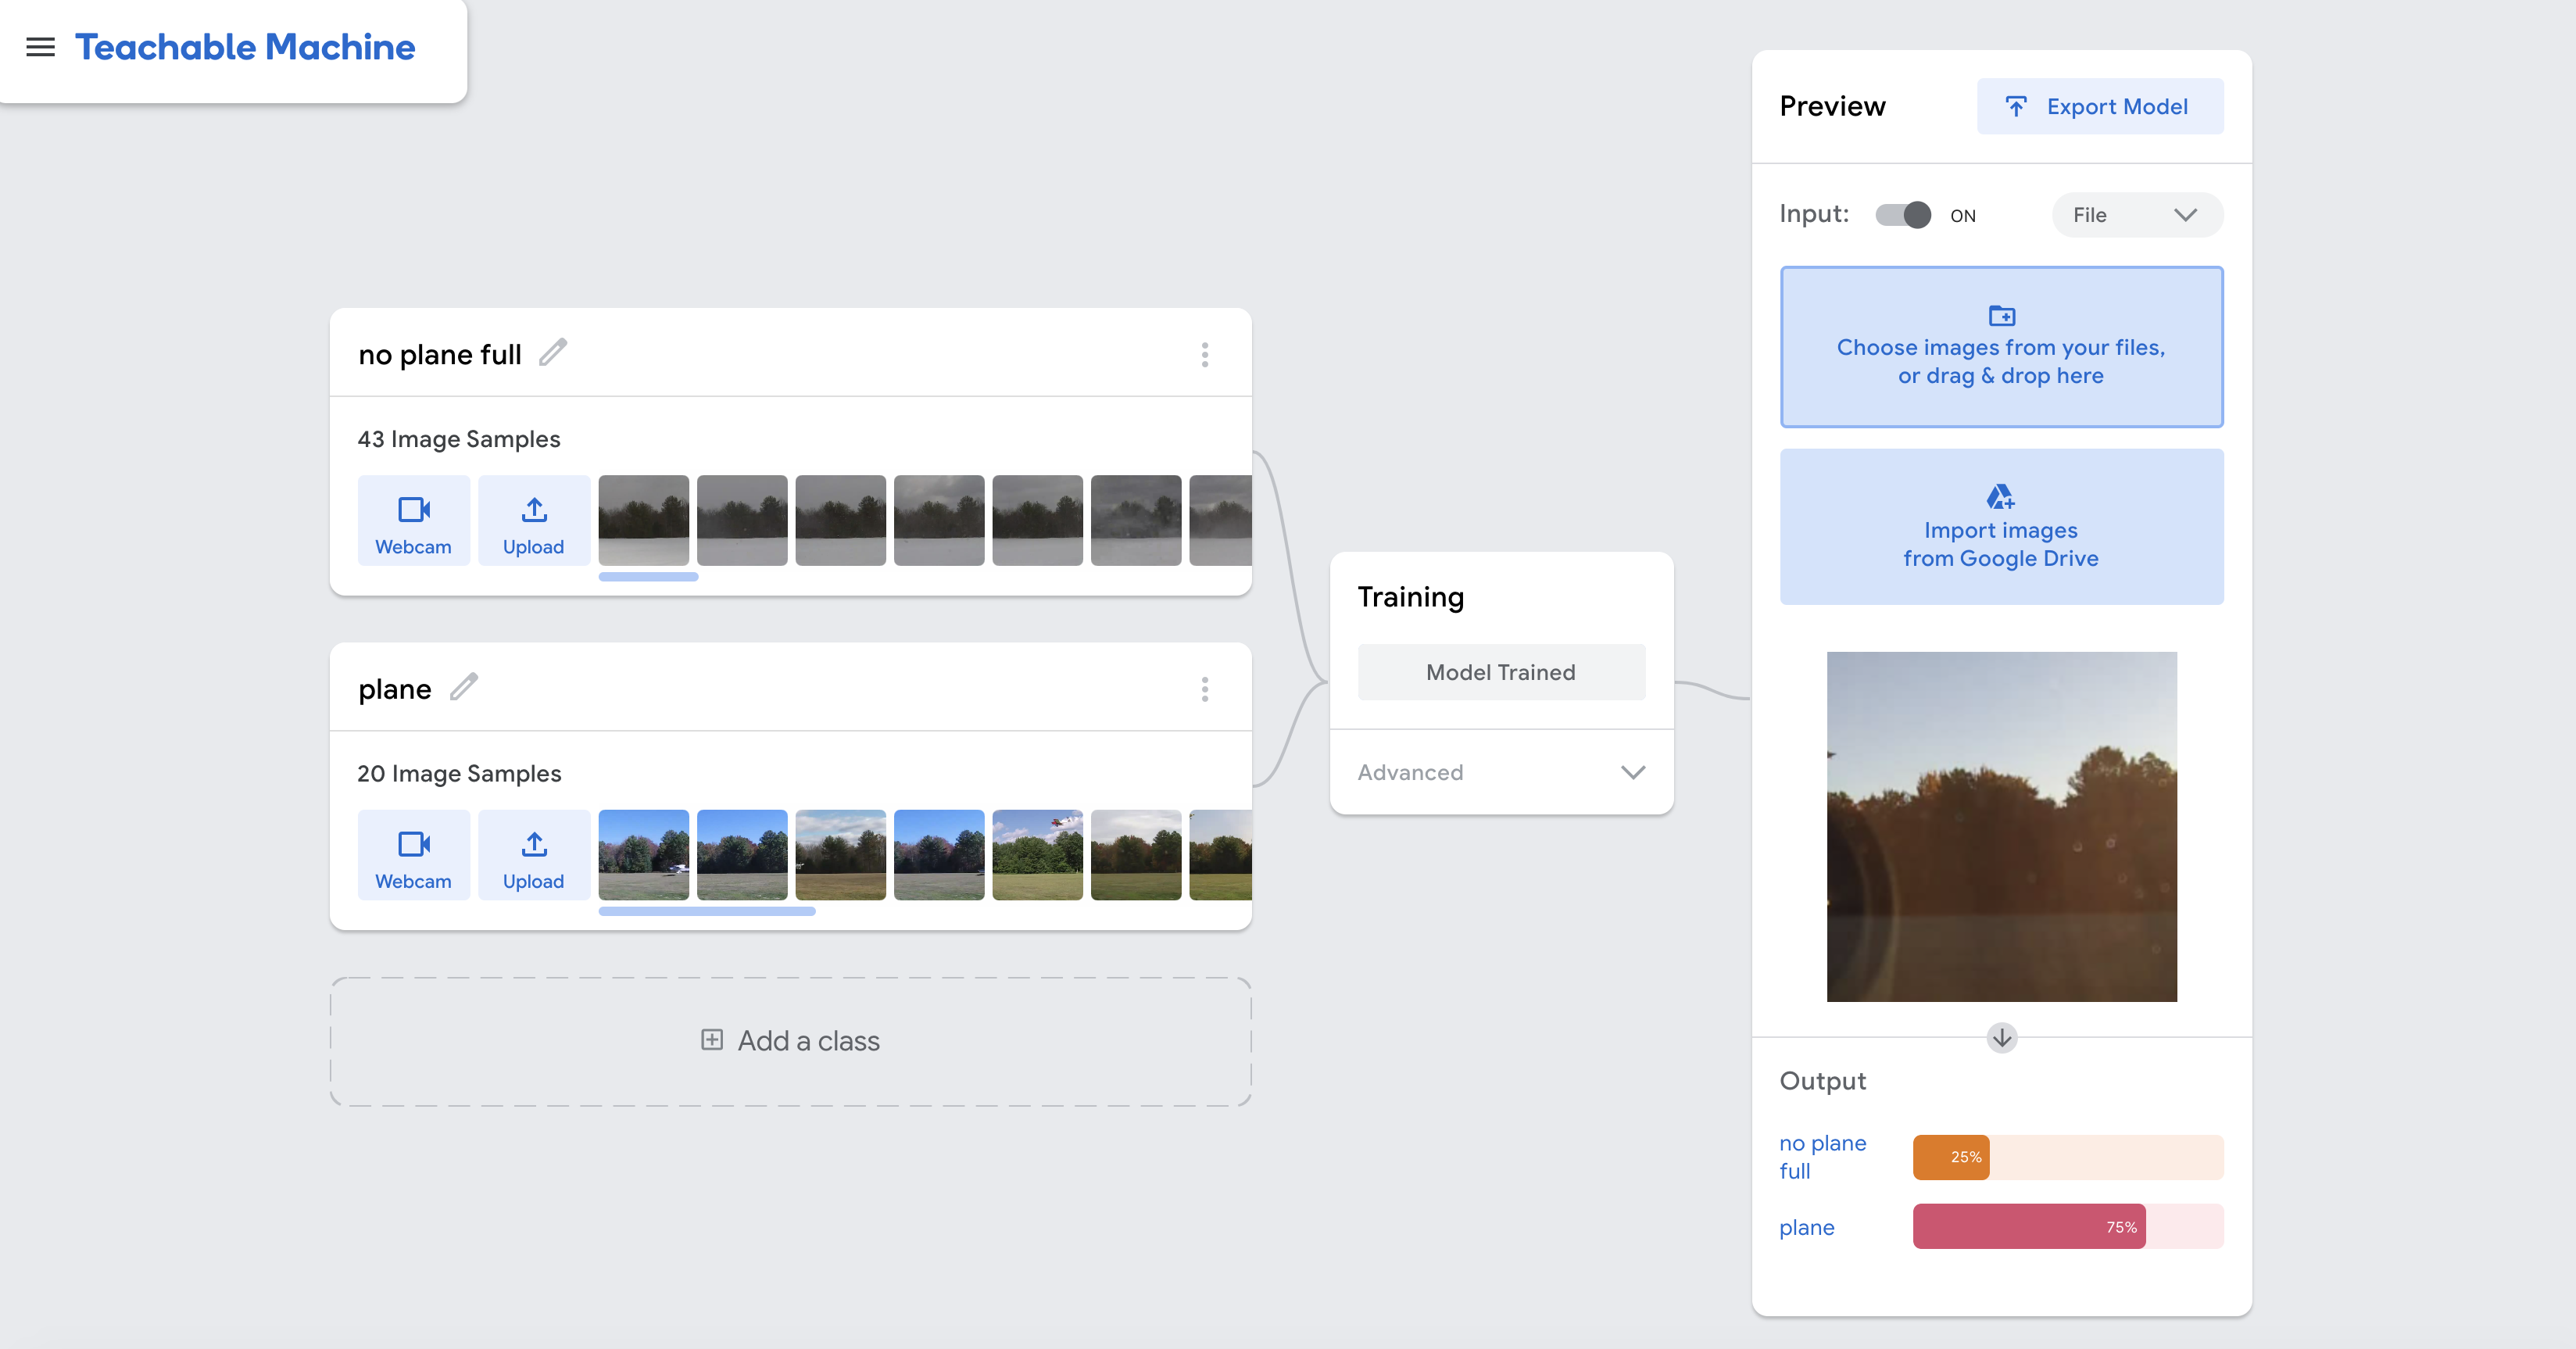 Teachable Machine
Preview
Export Model
Input:
ON
File
Choose images from your files,
or drag & drop here
Import images
from Google Drive
no plane full
43 Image Samples
Webcam
Upload
plane
20 Image Samples
Webcam
Upload
Add a class
Training
Model Trained
Advanced
Output
no plane
full
25%
plane
75%